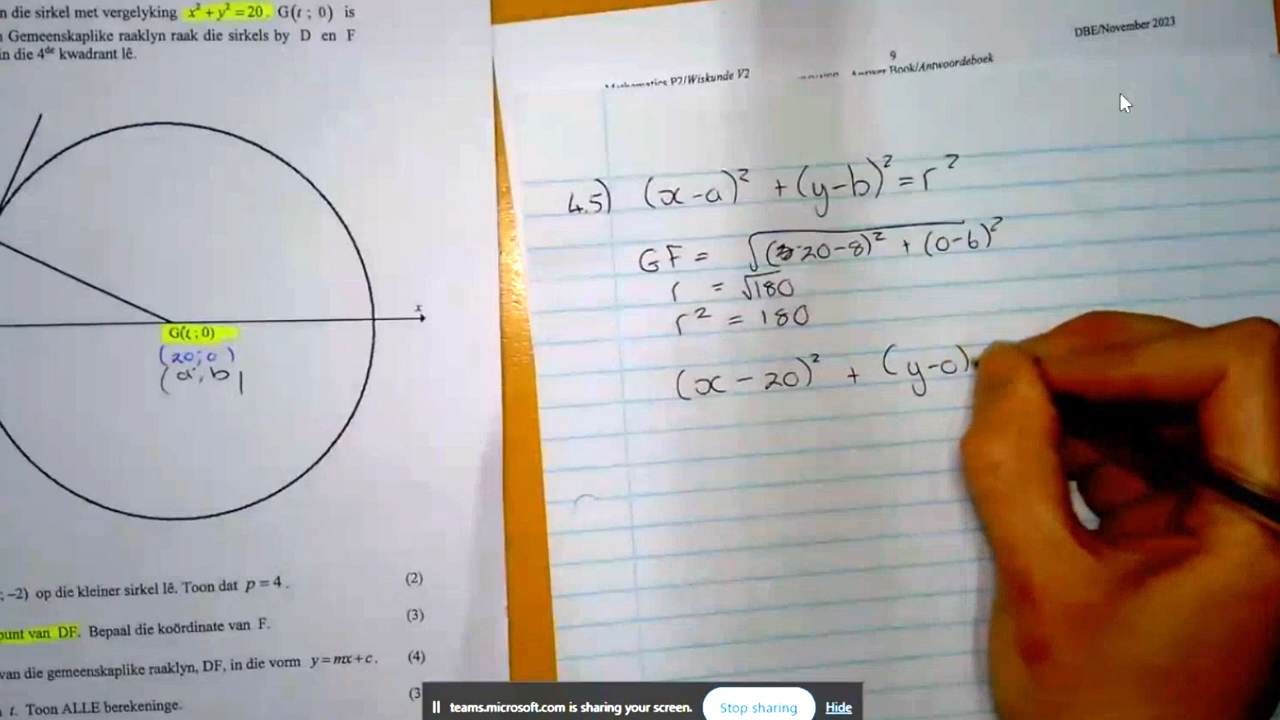 n die sirkel met vergelyking x² + y² = 20. G(t ; 0) is
Gemeenskaplike raaklyn raak die sirkels by D en F
in die 4de kwadrant lê.
x
G(t ; 0)
(20; 0)
(a; b)
; −2) op die kleiner sirkel lê. Toon dat p = 4. (2)
punt van DF. Bepaal die koördinate van F. (3)
van die gemeenskaplike raaklyn, DF, in die vorm y = mx + c. (4)
t. Toon ALLE berekeninge. (3
DBE/November 2023
9
P2/Wiskunde V2 Book/Antwoordeboek
4.5) (x − a)² + (y − b)² = r²
GF = √(20 − 8)² + (0 − 6)²
r = √180
r² = 180
(x − 20)² + (y − 0)
teams.microsoft.com is sharing your screen. Stop sharing Hide